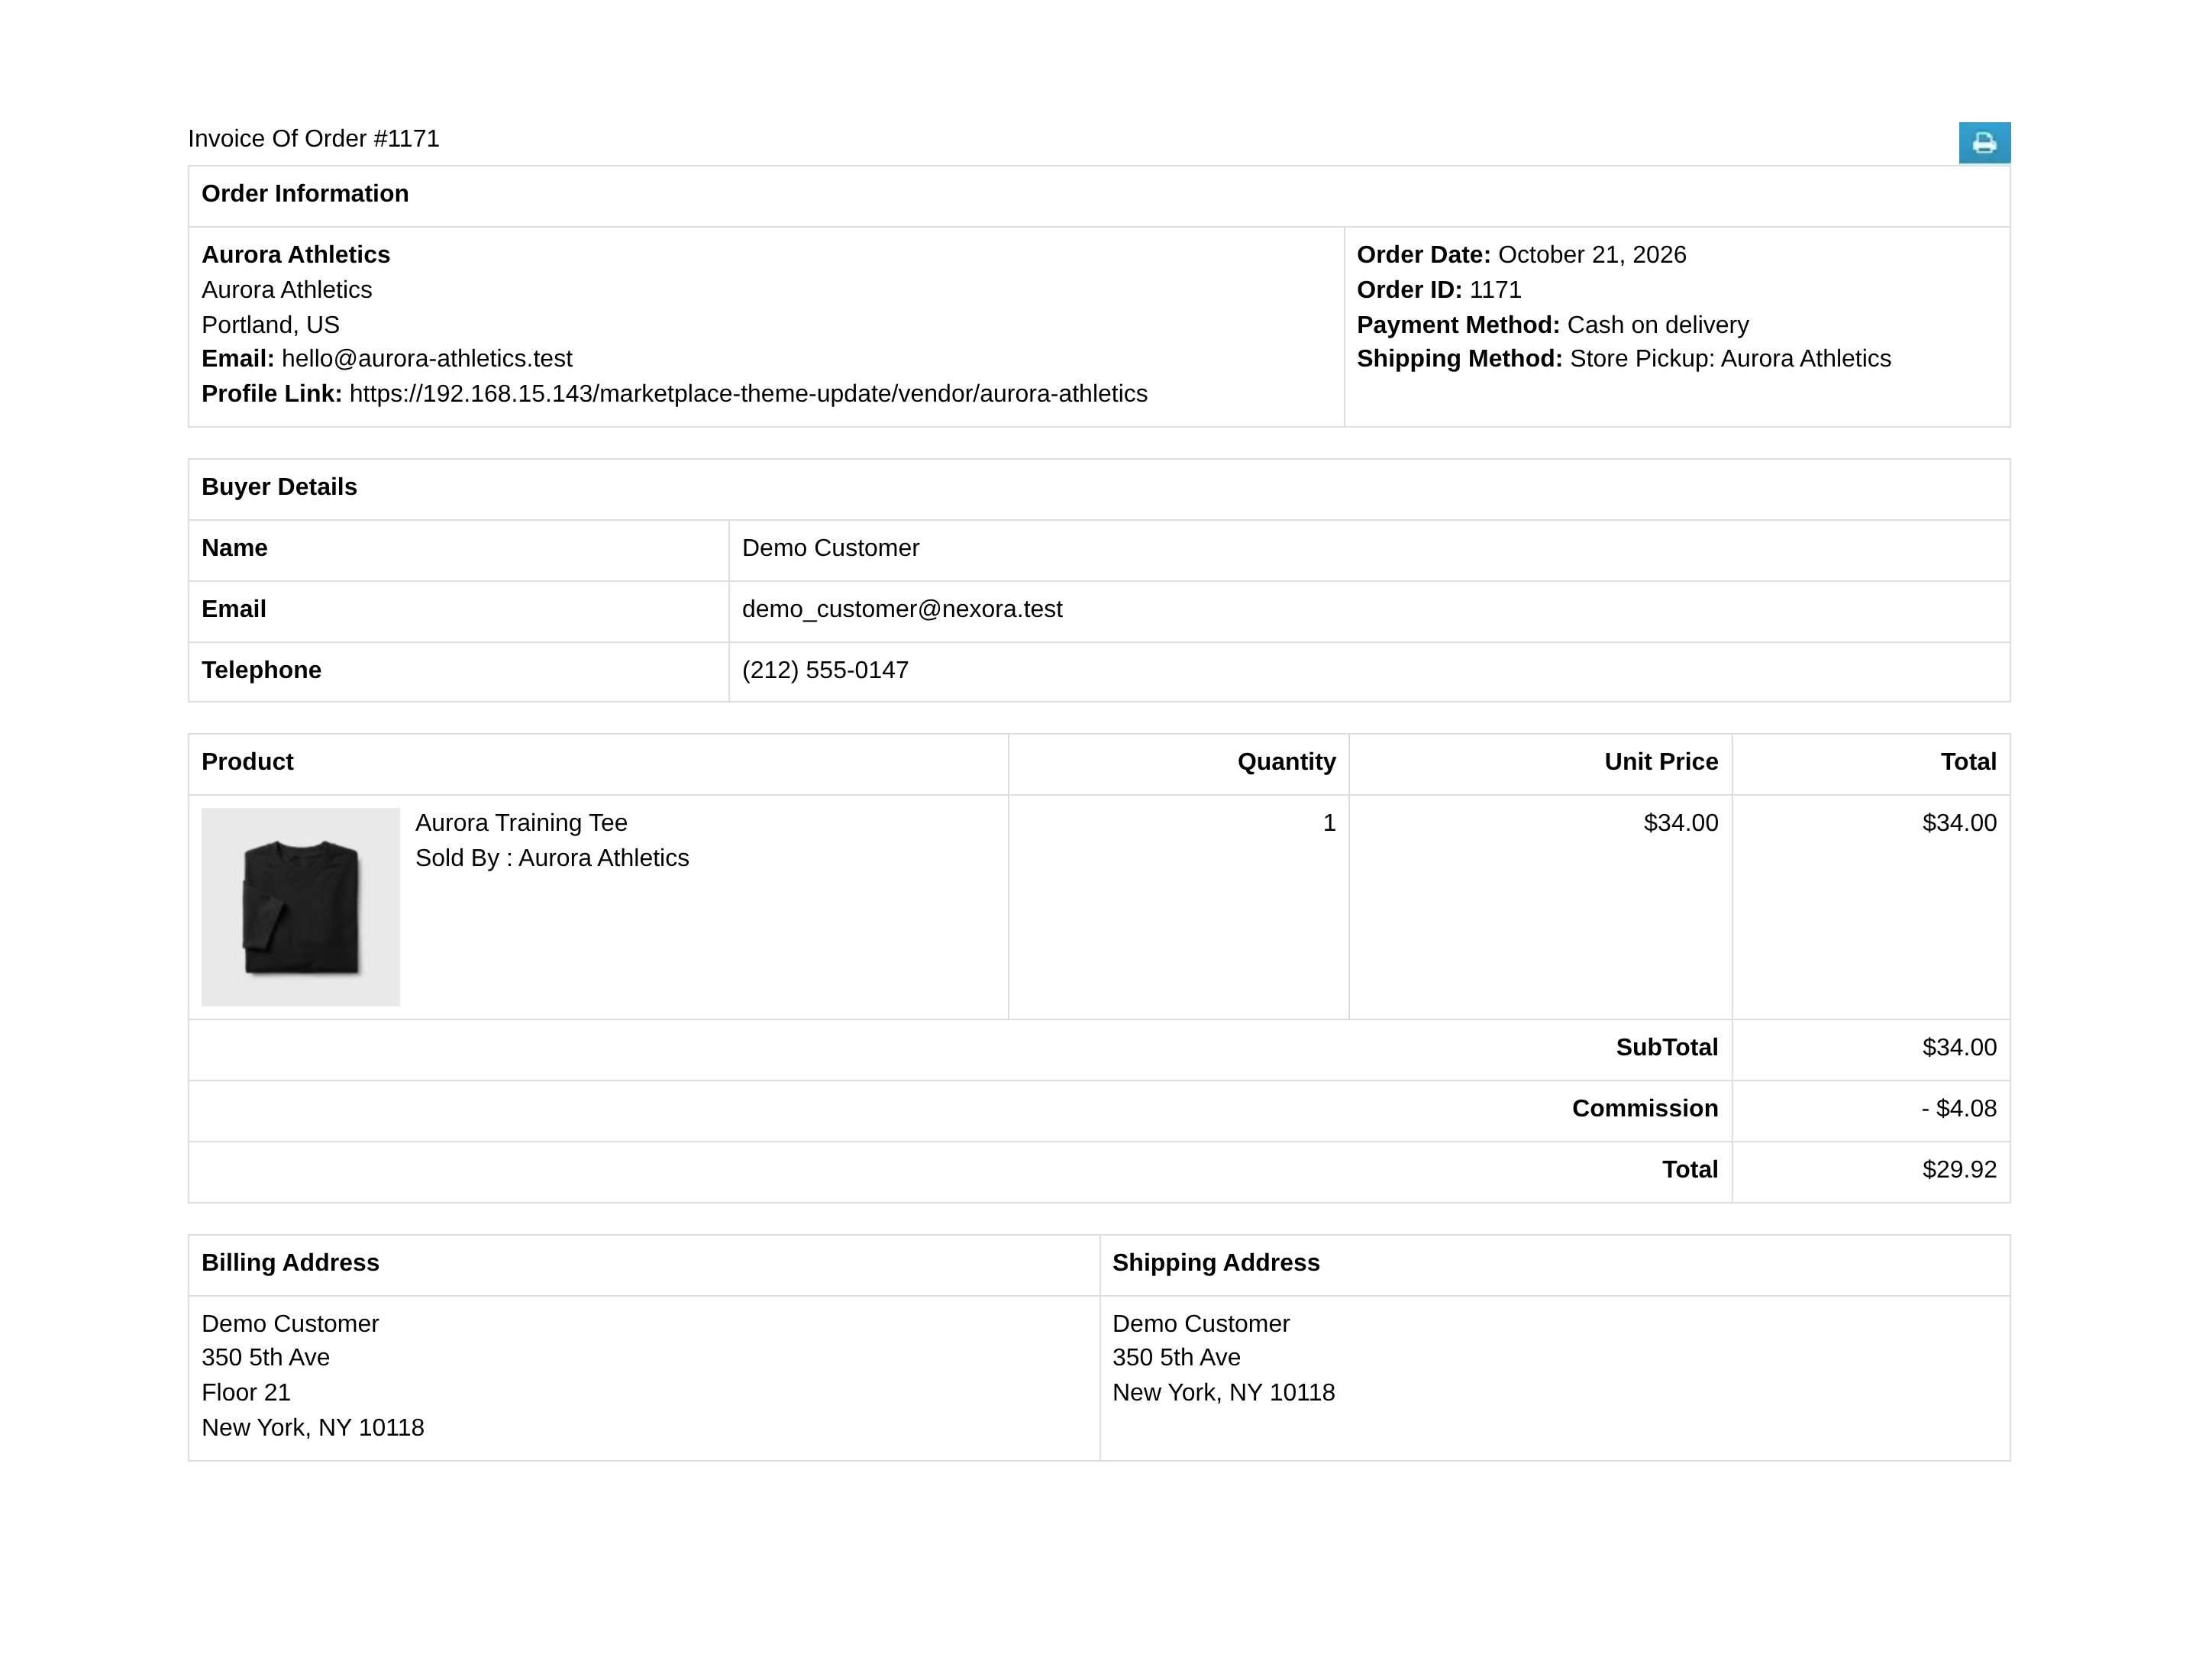 Invoice Of Order #1171
Order Information
Aurora Athletics
Aurora Athletics
Portland, US
Email: hello@aurora-athletics.test
Profile Link: https://192.168.15.143/marketplace-theme-update/vendor/aurora-athletics
Order Date: October 21, 2026
Order ID: 1171
Payment Method: Cash on delivery
Shipping Method: Store Pickup: Aurora Athletics
Buyer Details
Name Demo Customer
Email demo_customer@nexora.test
Telephone (212) 555-0147
Product Quantity Unit Price Total
Aurora Training Tee 1 $34.00 $34.00
Sold By : Aurora Athletics
SubTotal $34.00
Commission - $4.08
Total $29.92
Billing Address
Demo Customer
350 5th Ave
Floor 21
New York, NY 10118
Shipping Address
Demo Customer
350 5th Ave
New York, NY 10118